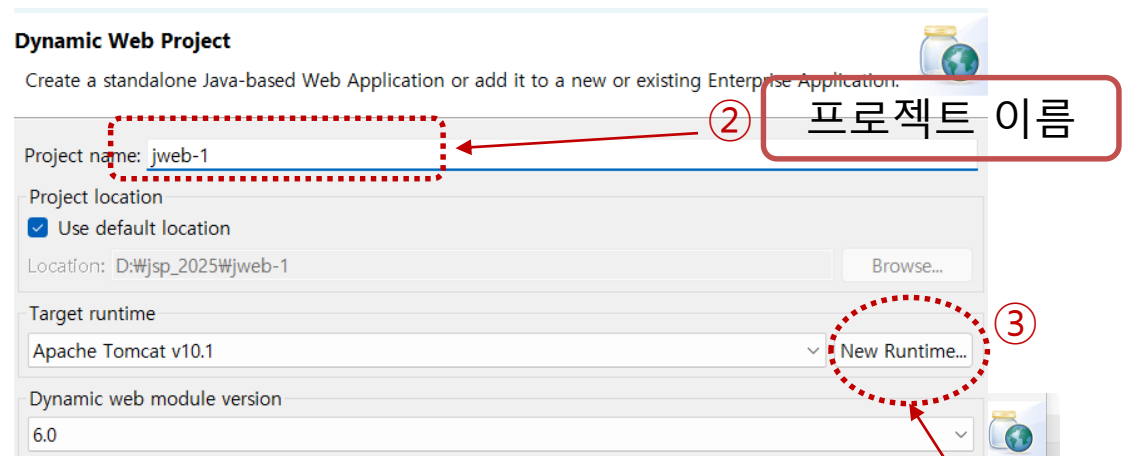 Dynamic Web Project
Create a standalone Java-based Web Application or add it to a new or existing Enterprise Application.
② 프로젝트 이름
Project name: jweb-1
Project location
Use default location
Location: D:₩jsp_2025₩jweb-1 Browse...
Target runtime
③
Apache Tomcat v10.1 New Runtime...
Dynamic web module version
6.0